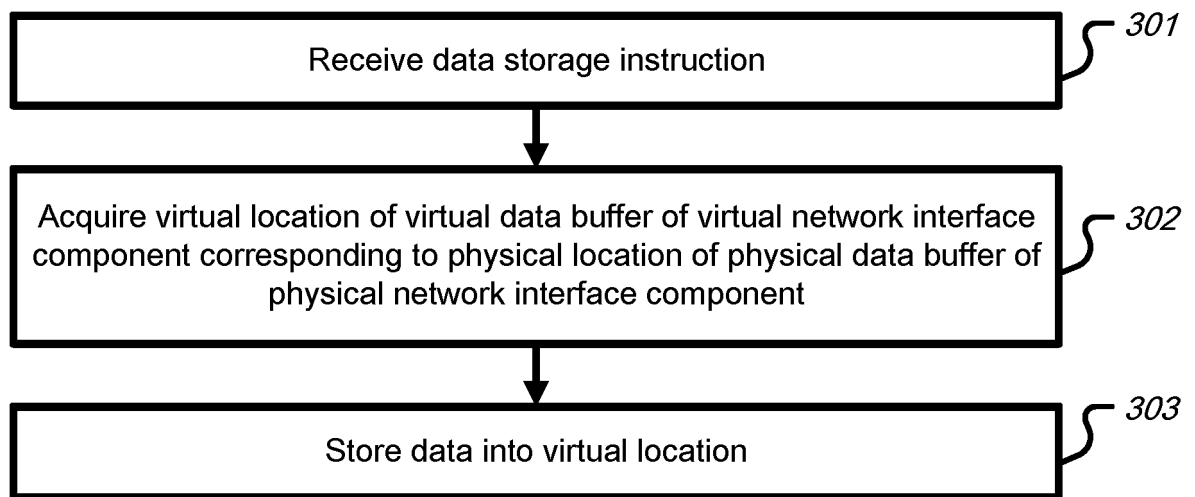 Receive data storage instruction
301
Acquire virtual location of virtual data buffer of virtual network interface
component corresponding to physical location of physical data buffer of
physical network interface component
302
Store data into virtual location
303